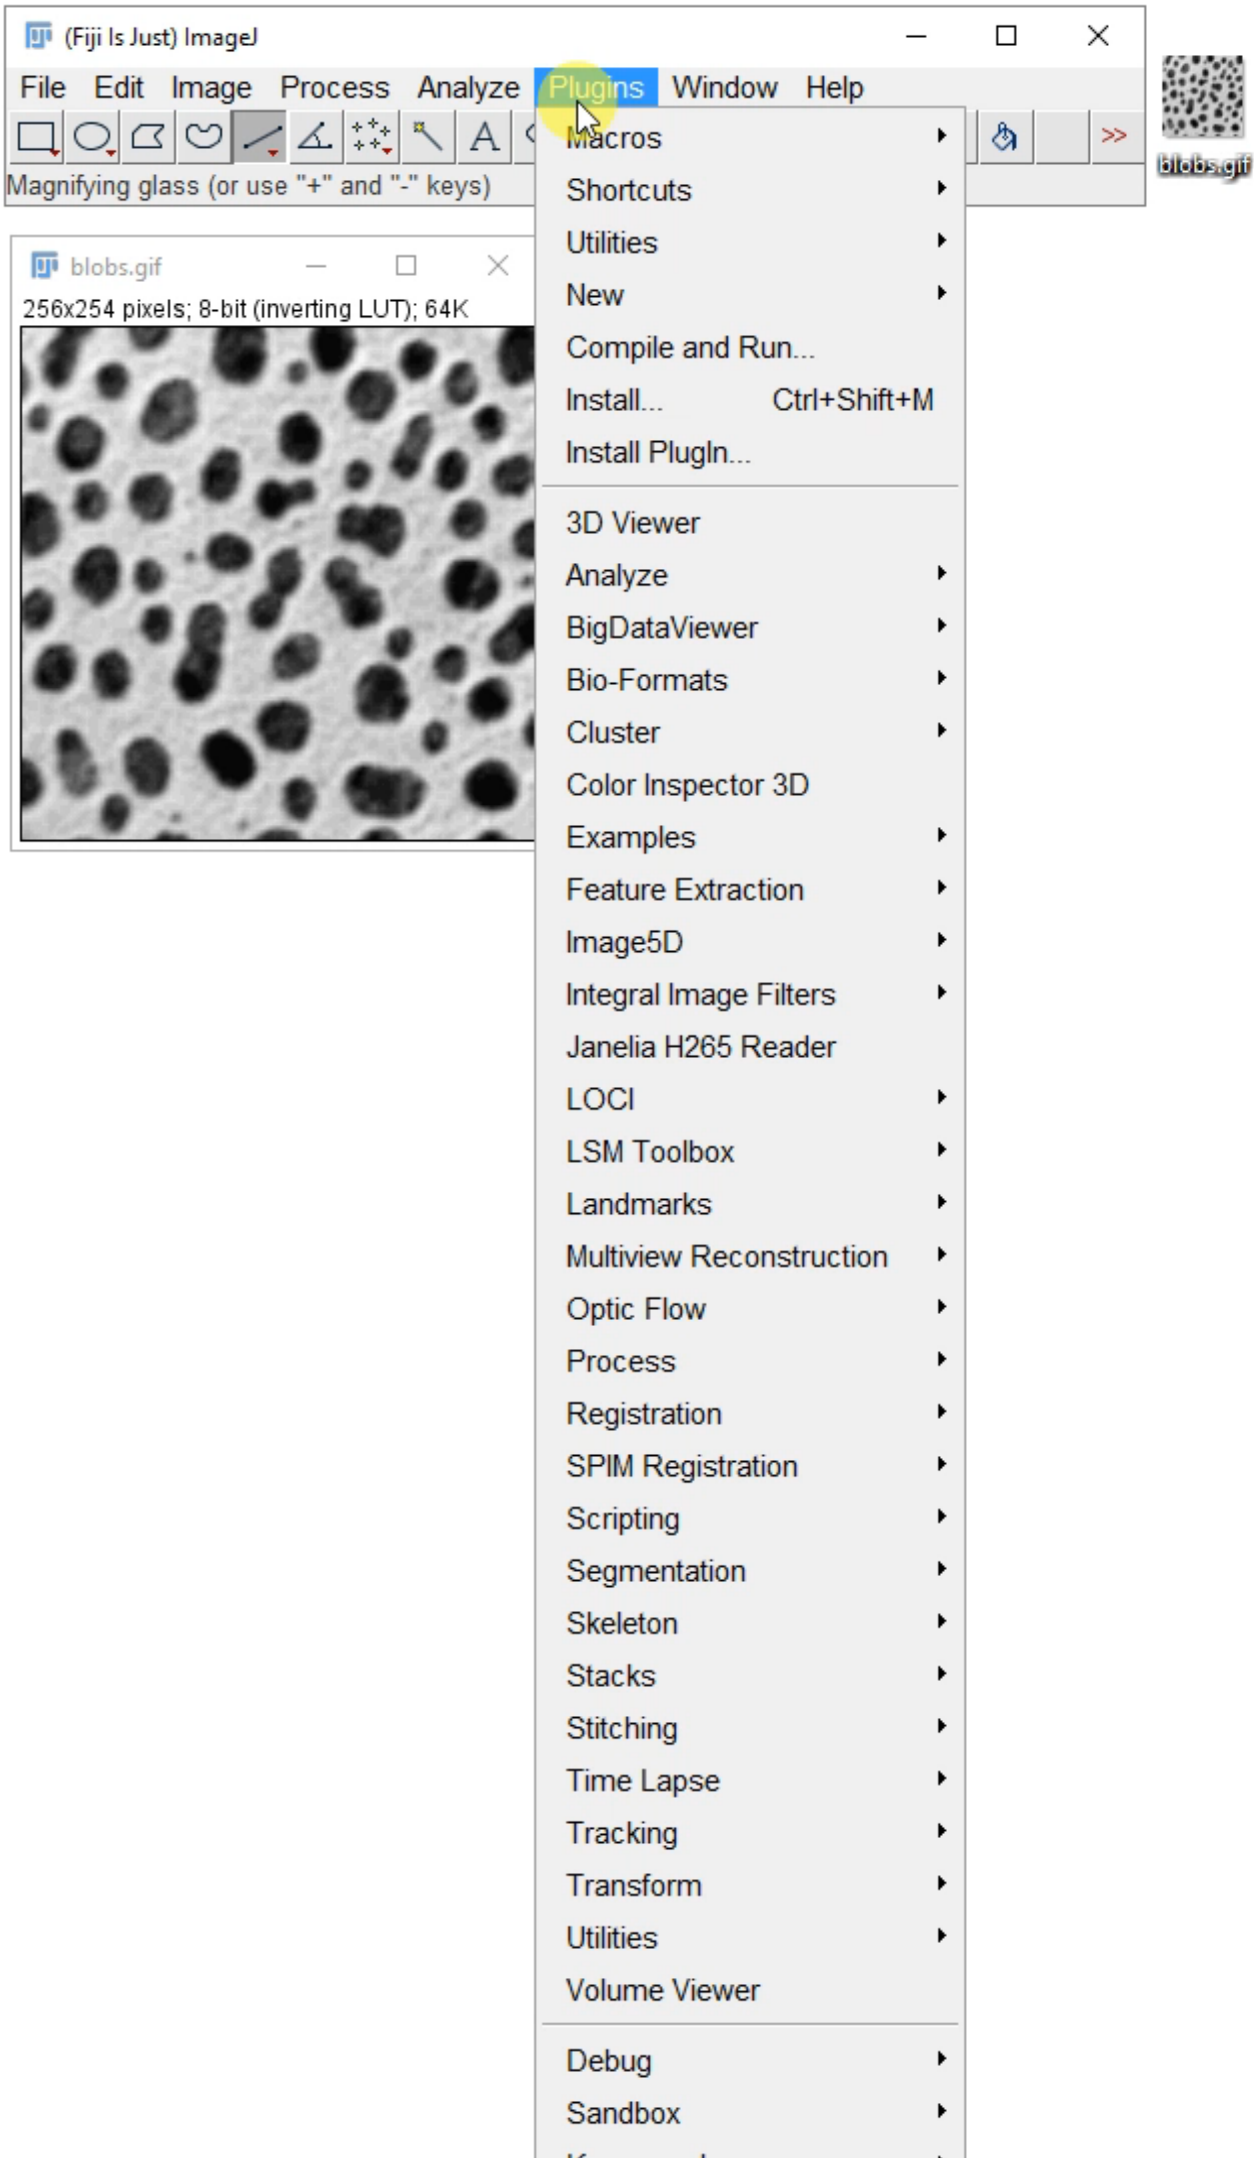 (Fiji Is Just) ImageJ
File Edit Image Process Analyze Plugins Window Help
A >>
Magnifying glass (or use "+" and "-" keys)
blobs.gif
blobs.gif
256x254 pixels; 8-bit (inverting LUT); 64K
Macros
Shortcuts
Utilities
New
Compile and Run...
Install... Ctrl+Shift+M
Install PlugIn...
3D Viewer
Analyze
BigDataViewer
Bio-Formats
Cluster
Color Inspector 3D
Examples
Feature Extraction
Image5D
Integral Image Filters
Janelia H265 Reader
LOCI
LSM Toolbox
Landmarks
Multiview Reconstruction
Optic Flow
Process
Registration
SPIM Registration
Scripting
Segmentation
Skeleton
Stacks
Stitching
Time Lapse
Tracking
Transform
Utilities
Volume Viewer
Debug
Sandbox